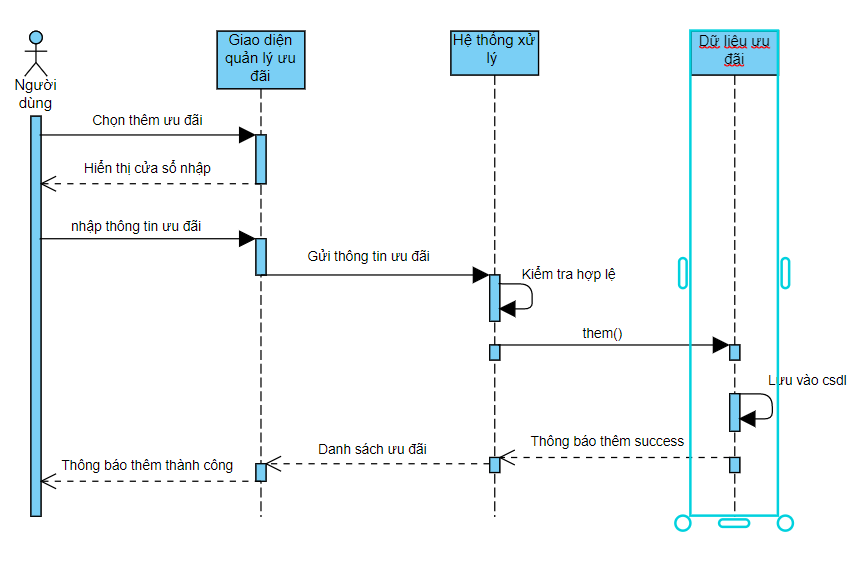 Giao diện
quản lý ưu
đãi
Hệ thống xử
lý
Dữ liệu ưu
đãi
Người
dùng
Chọn thêm ưu đãi
Hiển thị cửa sổ nhập
nhập thông tin ưu đãi
Gửi thông tin ưu đãi
Kiểm tra hợp lệ
them()
Lưu vào csdl
Thông báo thêm success
Danh sách ưu đãi
Thông báo thêm thành công